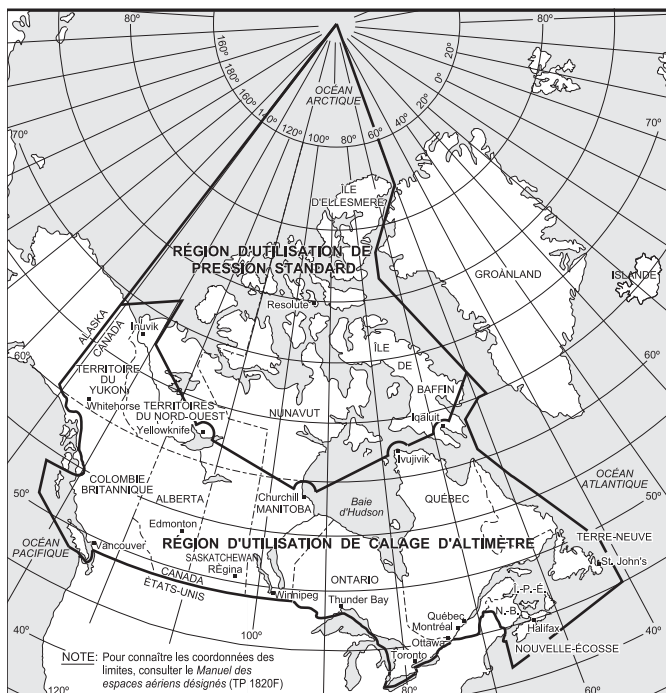 80°
80°
160°
160°
140°
120°
100°
80°
60°
40°
20°
0°
20°
OCÉAN
ARCTIQUE
70°
70°
ÎLE
D'ELLESMERE
RÉGION D'UTILISATION DE
PRESSION STANDARD
GROÀNLAND
ISLANDE
Resolute
ALASKA
CANADA
Inuvik
ÎLE
DE
BAFFIN
60°
60°
TERRITOIRE
DU
YUKON
Whitehorse
TERRITOIRES
DU NORD-OUEST
Yellowknife
NUNAVUT
Iqaluit
Ivujivik
COLOMBIE
BRITANNIQUE
ALBERTA
Churchill
MANITOBA
Baie
d'Hudson
QUÉBEC
OCÉAN
ATLANTIQUE
50°
50°
OCÉAN
PACIFIQUE
Edmonton
Vancouver
RÉGION D'UTILISATION DE CALAGE D'ALTIMÈTRE
TERRE-NEUVE
St. John's
SASKATCHEWAN
RÈgina
CANADA
ÉTATS-UNIS
Winnipeg
ONTARIO
Thunder Bay
I.-P.-É.
N.-B.
Québec
Montréal
Ottawa
Toronto
Halifax
NOUVELLE-ÉCOSSE
40°
40°
100°
120°
80°
60°
NOTE: Pour connaître les coordonnées des
limites, consulter le Manuel des
espaces aériens désignés (TP 1820F)